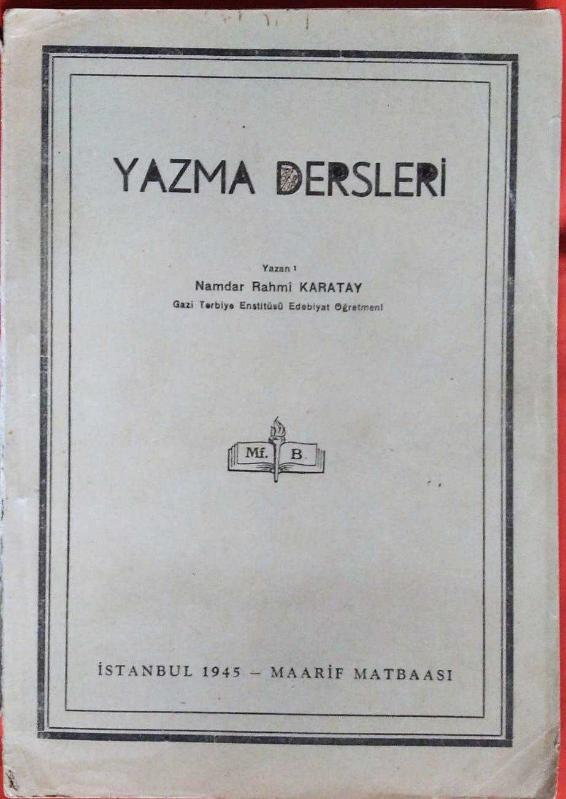 YAZMA DERSLERİ
Yazan :
Namdar Rahmi KARATAY
Gazi Terbiye Enstitüsü Edebiyat Öğretmeni
Mf. B.
İSTANBUL 1945 — MAARİF MATBAASI